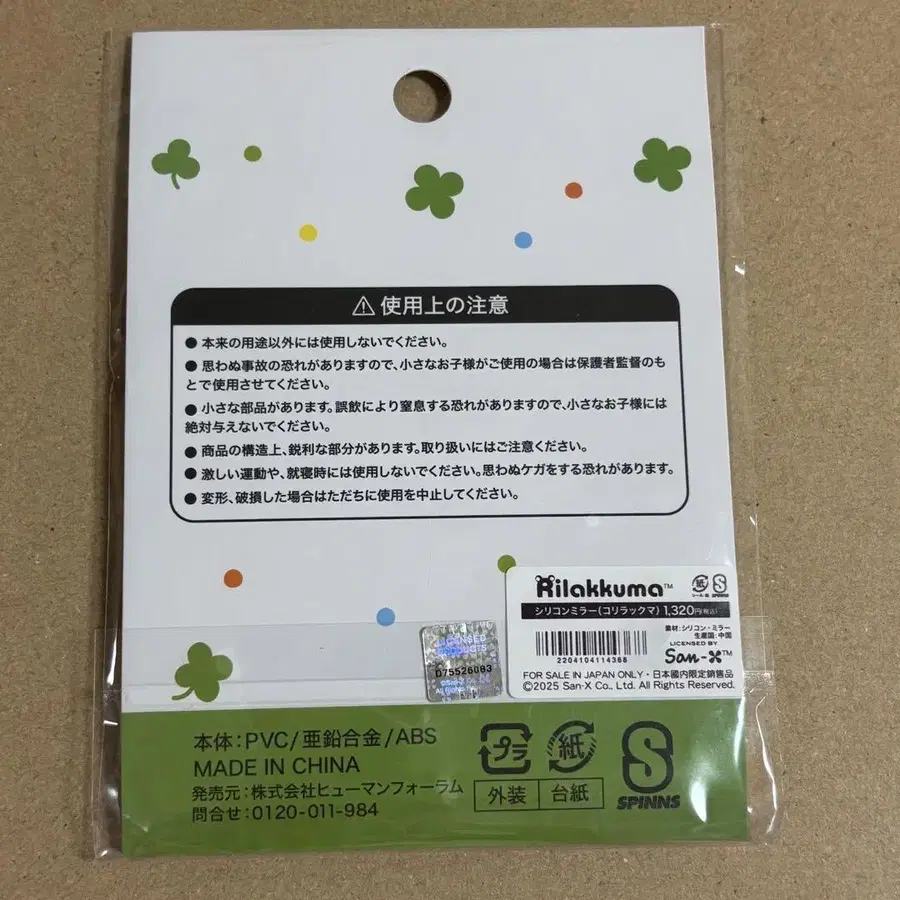 ⚠ 使用上の注意
● 本来の用途以外には使用しないでください。
● 思わぬ事故の恐れがありますので、小さなお子様がご使用の場合は保護者監督のも
とで使用させてください。
● 小さな部品があります。誤飲により窒息する恐れがありますので、小さなお子様には
絶対与えないでください。
● 商品の構造上、鋭利な部分があります。取り扱いにはご注意ください。
● 激しい運動や、就寝時には使用しないでください。思わぬケガをする恐れがあります。
● 変形、破損した場合はただちに使用を中止してください。
Rilakkuma™
紙
SPINNS
シリコンミラー(コリラックマ) 1,320円(税込)
素材:シリコン・ミラー
生産国:中国
2204104114368
LICENSED BY
San-X™
FOR SALE IN JAPAN ONLY・日本國内限定銷售品
©2025 San-X Co., Ltd. All Rights Reserved.
LICENSED
PRODUCTS
D75526083
本体:PVC/亜鉛合金/ABS
MADE IN CHINA
発売元:株式会社ヒューマンフォーラム
問合せ:0120-011-984
プラ
外装
紙
台紙
S
SPINNS